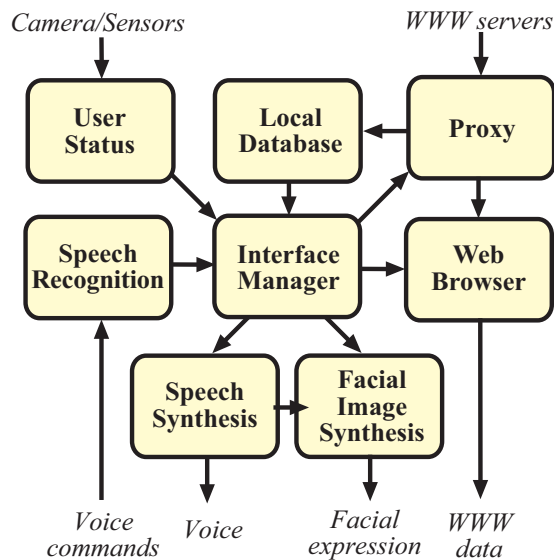 Camera/Sensors
WWW servers
User
Status
Local
Database
Proxy
Speech
Recognition
Interface
Manager
Web
Browser
Speech
Synthesis
Facial
Image
Synthesis
Voice
commands
Voice
Facial
expression
WWW
data